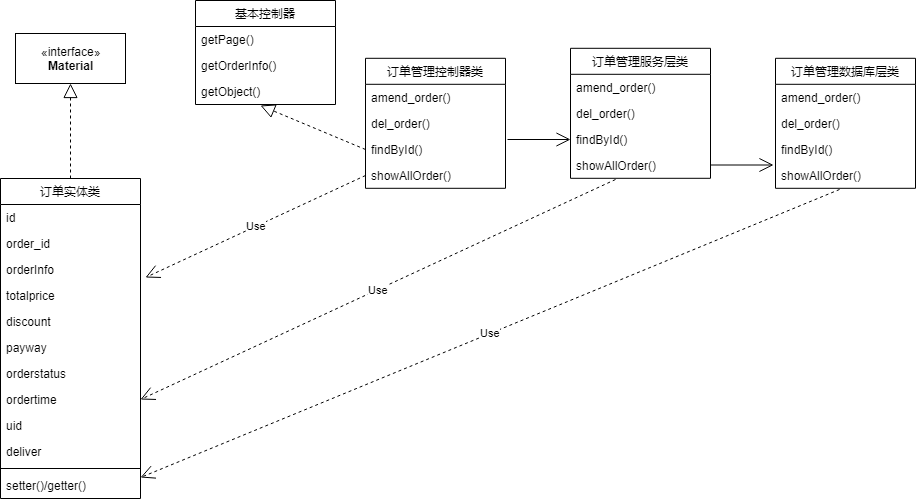 «interface»
Material
基本控制器
getPage()
getOrderInfo()
getObject()
订单管理控制器类
amend_order()
del_order()
findById()
showAllOrder()
订单管理服务层类
amend_order()
del_order()
findById()
showAllOrder()
订单管理数据库层类
amend_order()
del_order()
findById()
showAllOrder()
订单实体类
id
order_id
orderInfo
totalprice
discount
payway
orderstatus
ordertime
uid
deliver
setter()/getter()
Use
Use
Use